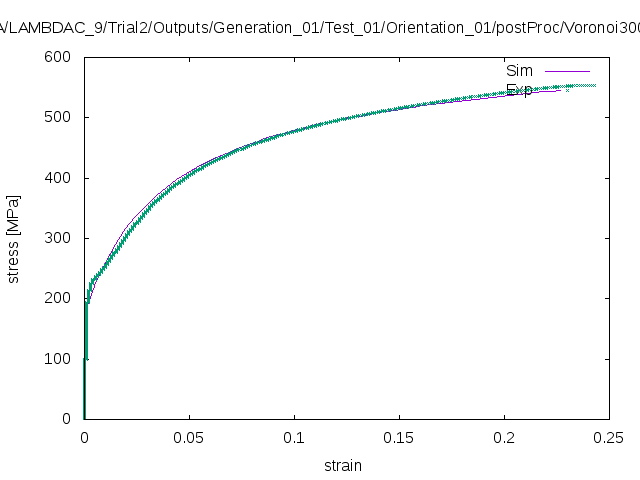 A/LAMBDAC_9/Trial2/Outputs/Generation_01/Test_01/Orientation_01/postProc/Voronoi300
600
Sim
Exp
500
400
stress [MPa]
300
200
100
0
0 0.05 0.1 0.15 0.2 0.25
strain